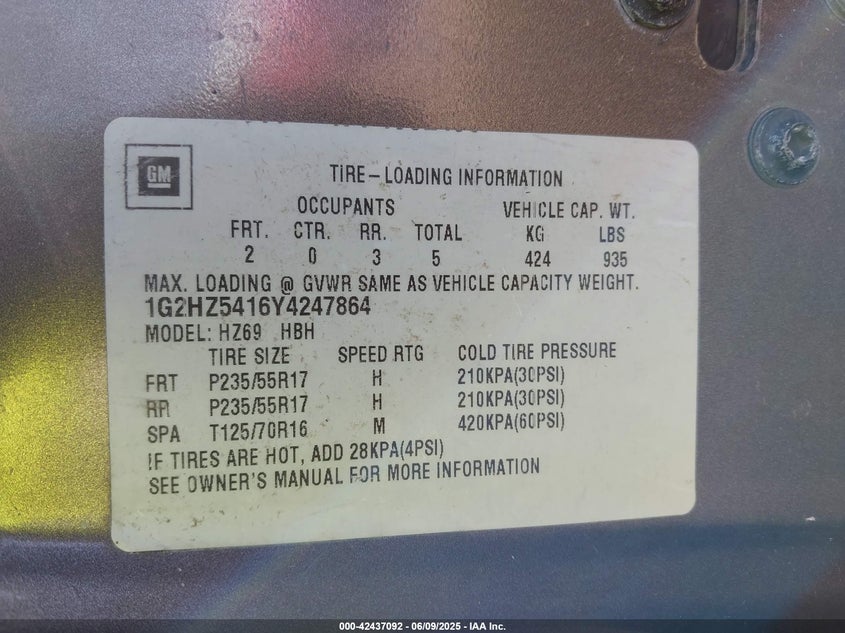 GM
TIRE-LOADING INFORMATION
OCCUPANTS VEHICLE CAP. WT.
FRT. CTR. RR. TOTAL KG LBS
2 0 3 5 424 935
MAX. LOADING @ GVWR SAME AS VEHICLE CAPACITY WEIGHT.
1G2HZ5416Y4247864
MODEL: HZ69 HBH
TIRE SIZE SPEED RTG COLD TIRE PRESSURE
FRT P235/55R17 H 210KPA(30PSI)
RR P235/55R17 H 210KPA(30PSI)
SPA T125/70R16 M 420KPA(60PSI)
IF TIRES ARE HOT, ADD 28KPA(4PSI)
SEE OWNER'S MANUAL FOR MORE INFORMATION
000-42437092 - 06/09/2025 - IAA Inc.